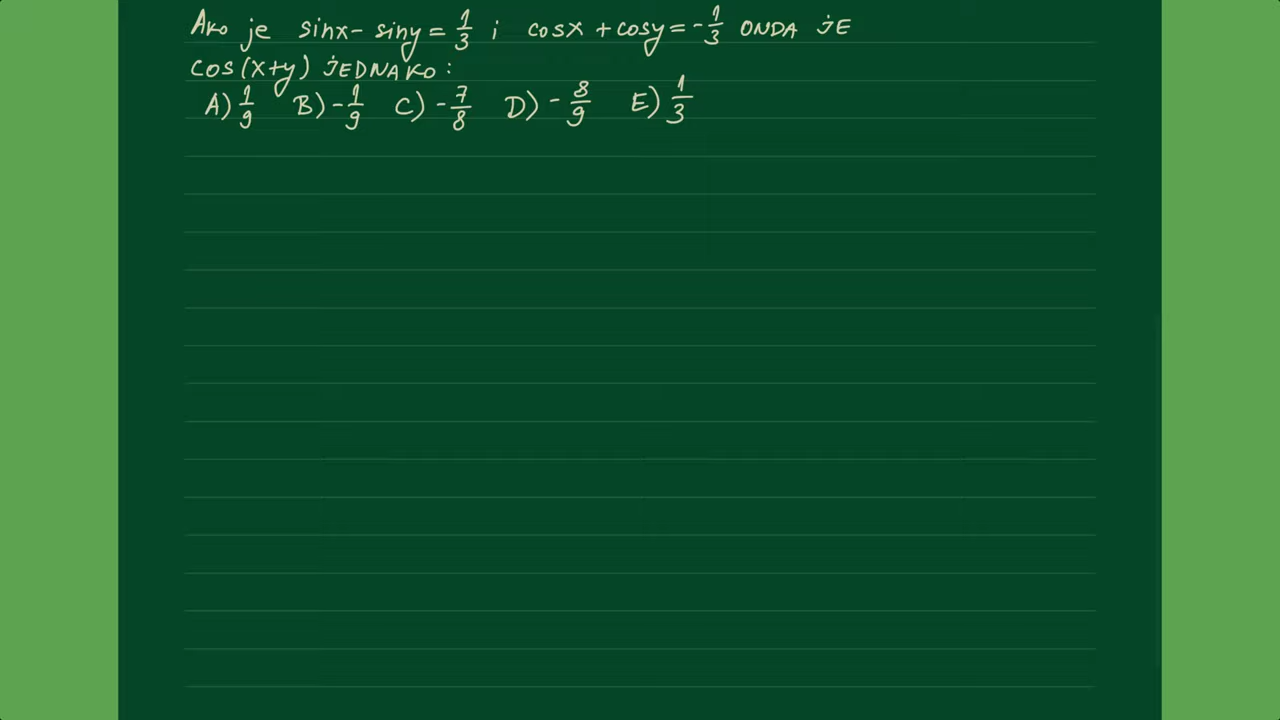 Ako je sinx - siny = 1/3 i cosx + cosy = -1/3 ONDA JE
cos(x+y) JEDNAKO:
A) 1/9 B) -1/9 C) -7/8 D) -8/9 E) 1/3